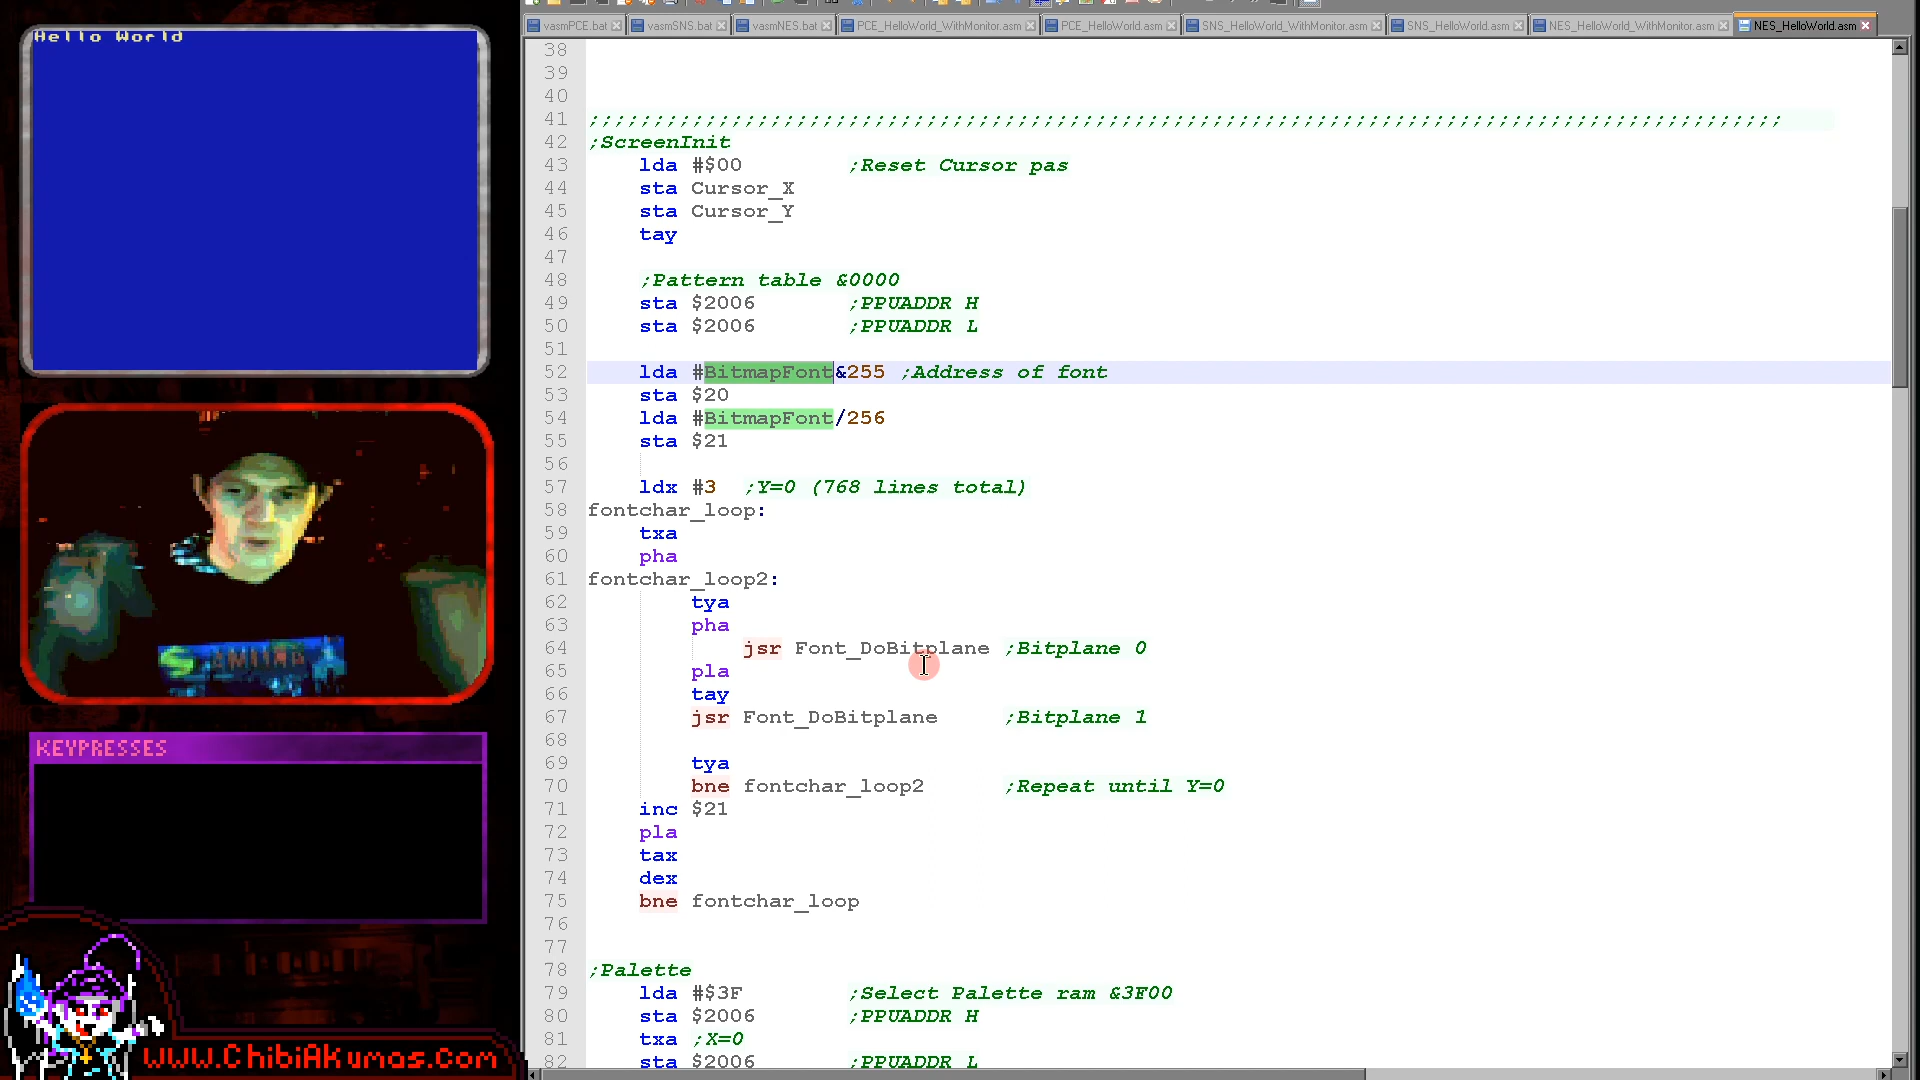 Hello World
KEYPRESSES
www.ChibiAkumas.com
vasmPCE.bat vasmSNS.bat vasmNES.bat PCE_HelloWorld_WithMonitor.asm PCE_HelloWorld.asm SNS_HelloWorld_WithMonitor.asm SNS_HelloWorld.asm NES_HelloWorld_WithMonitor.asm NES_HelloWorld.asm
38
39
40
41 ;;;;;;;;;;;;;;;;;;;;;;;;;;;;;;;;;;;;;;;;;;;;;;;;;;;;;;;;;;;;;;;;;;;;;;;;;;;;;;;;;;;;;;;;;;;;
42 ;ScreenInit
43 lda #$00 ;Reset Cursor pas
44 sta Cursor_X
45 sta Cursor_Y
46 tay
47
48 ;Pattern table &0000
49 sta $2006 ;PPUADDR H
50 sta $2006 ;PPUADDR L
51
52 lda #BitmapFont&255 ;Address of font
53 sta $20
54 lda #BitmapFont/256
55 sta $21
56
57 ldx #3 ;Y=0 (768 lines total)
58 fontchar_loop:
59 txa
60 pha
61 fontchar_loop2:
62 tya
63 pha
64 jsr Font_DoBitplane ;Bitplane 0
65 pla
66 tay
67 jsr Font_DoBitplane ;Bitplane 1
68
69 tya
70 bne fontchar_loop2 ;Repeat until Y=0
71 inc $21
72 pla
73 tax
74 dex
75 bne fontchar_loop
76
77
78 ;Palette
79 lda #$3F ;Select Palette ram &3F00
80 sta $2006 ;PPUADDR H
81 txa ;X=0
82 sta $2006 ;PPUADDR L